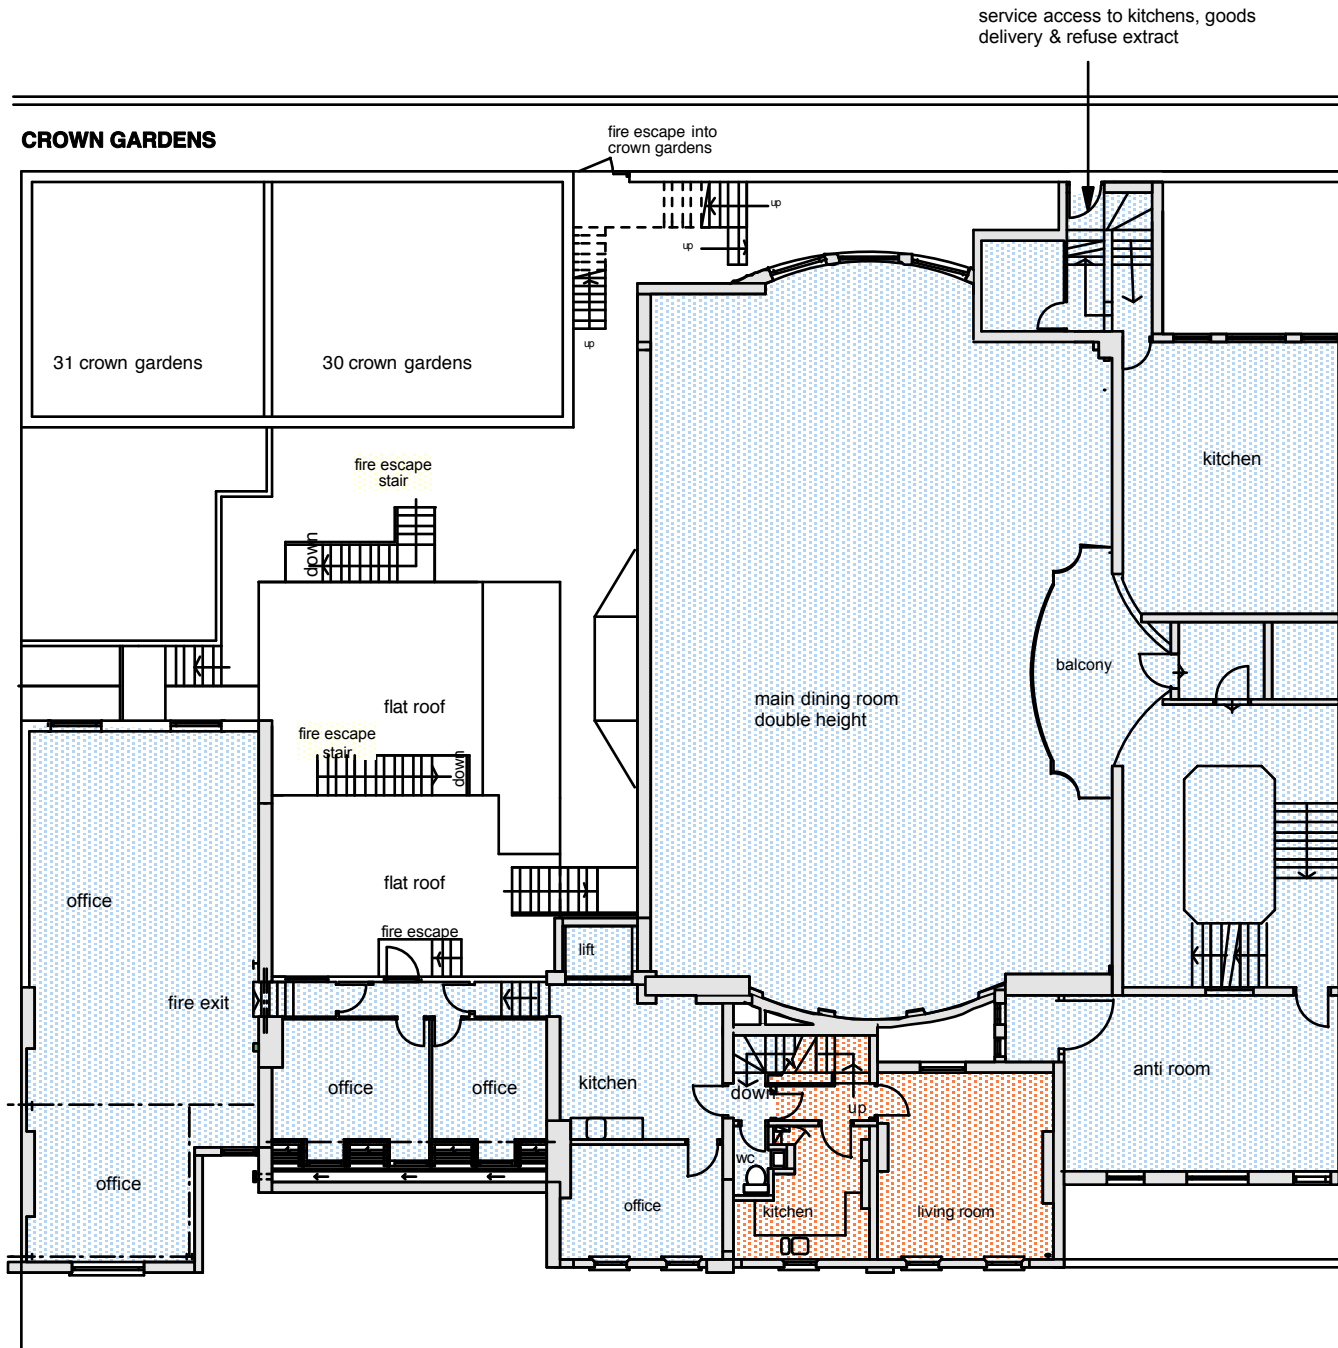 service access to kitchens, goods
delivery & refuse extract
CROWN GARDENS
fire escape into
crown gardens
up
up
up
31 crown gardens
30 crown gardens
kitchen
fire escape
stair
down
balcony
main dining room
double height
flat roof
fire escape
stair
down
office
flat roof
fire escape
lift
fire exit
office
office
kitchen
down
up
anti room
wc
office
office
kitchen
living room